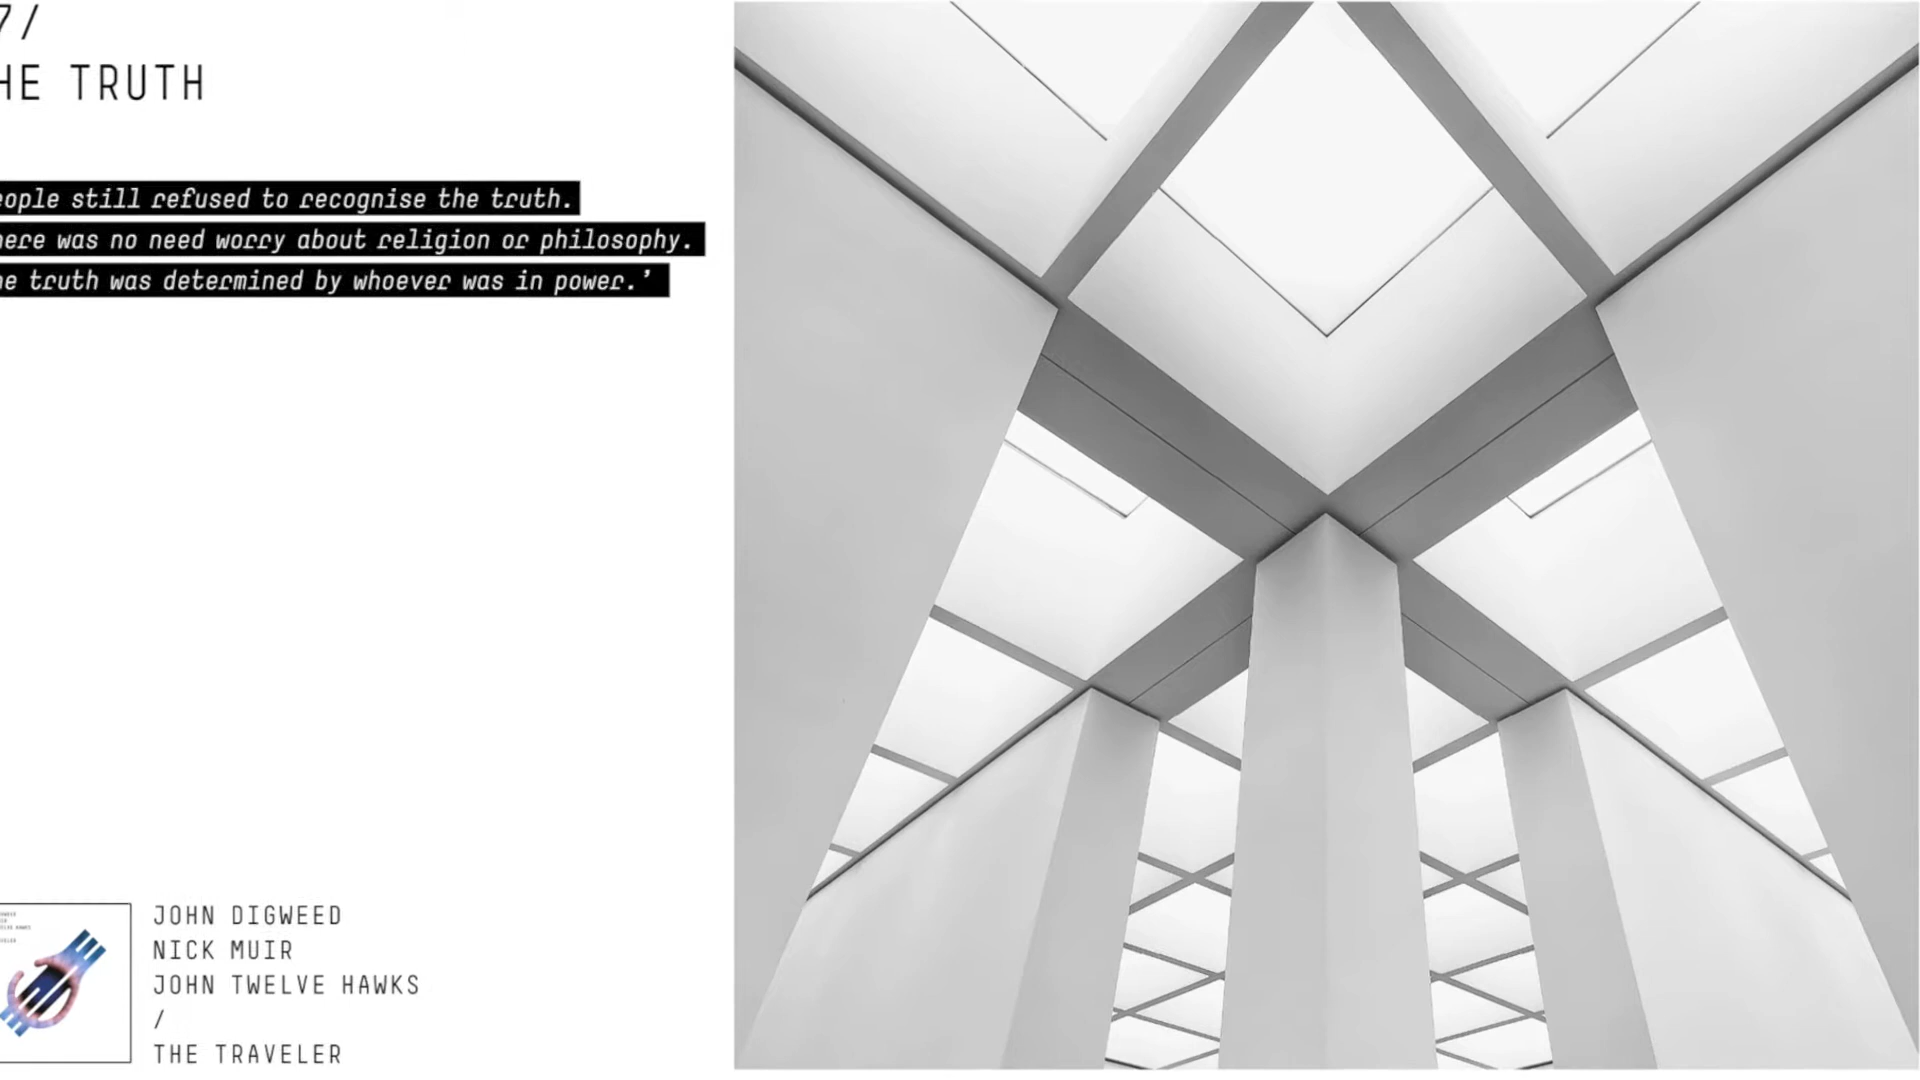 7/
HE TRUTH
eople still refused to recognise the truth.
here was no need worry about religion or philosophy.
he truth was determined by whoever was in power.’
JOHN DIGWEED
NICK MUIR
JOHN TWELVE HAWKS
/
THE TRAVELER